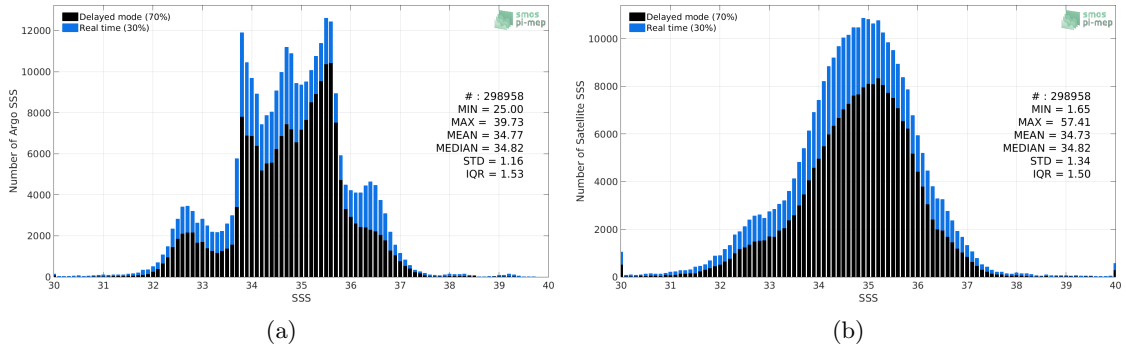 Delayed mode (70%)
Real time (30%)
smos
pi-mep
Number of Argo SSS
12000
10000
8000
6000
4000
2000
0
# : 298958
MIN = 25.00
MAX = 39.73
MEAN = 34.77
MEDIAN = 34.82
STD = 1.16
IQR = 1.53
30 31 32 33 34 35 36 37 38 39 40
SSS
(a)
Delayed mode (70%)
Real time (30%)
smos
pi-mep
Number of Satellite SSS
10000
8000
6000
4000
2000
0
# : 298958
MIN = 1.65
MAX = 57.41
MEAN = 34.73
MEDIAN = 34.82
STD = 1.34
IQR = 1.50
30 31 32 33 34 35 36 37 38 39 40
SSS
(b)